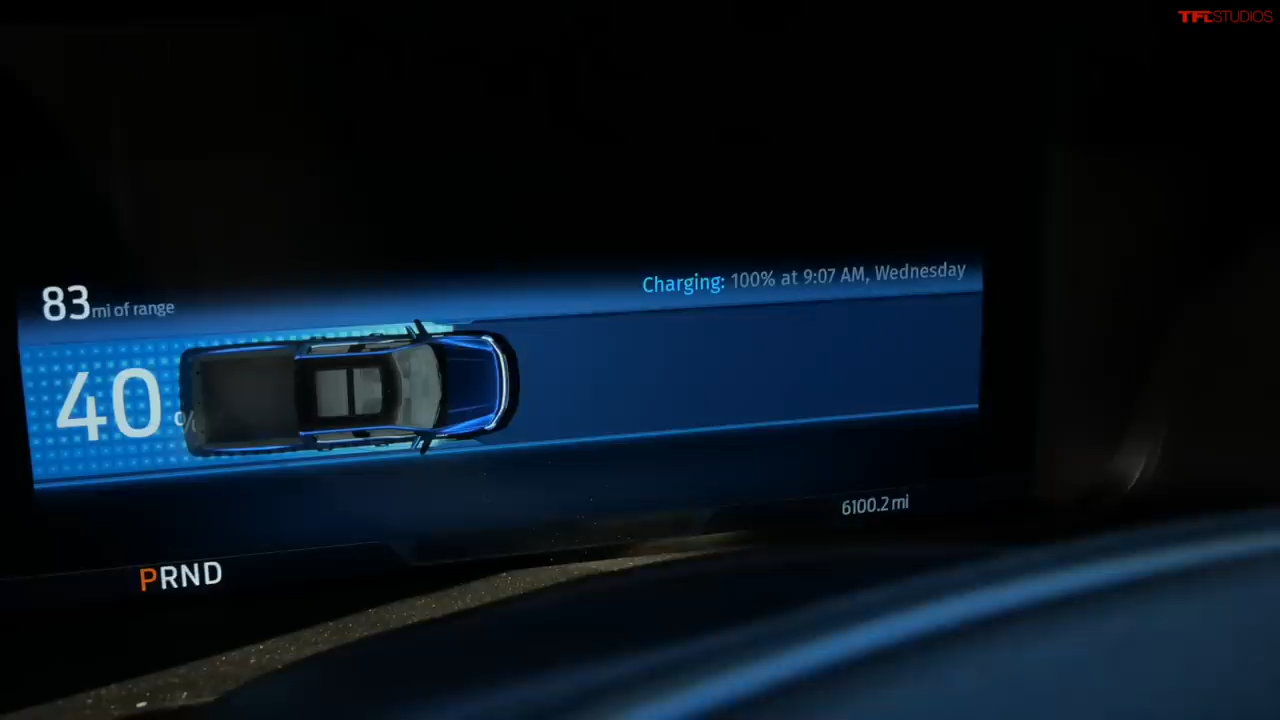 TFLSTUDIOS
83 mi of range
Charging: 100% at 9:07 AM, Wednesday
40%
6100.2 mi
PRND